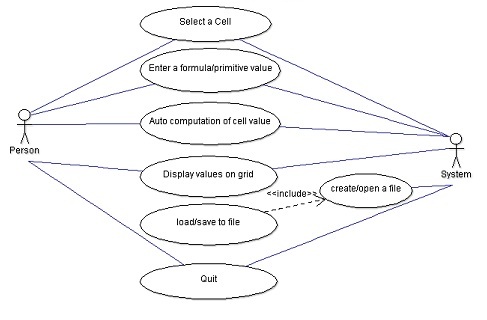 Select a Cell
Enter a formula/primitive value
Auto computation of cell value
Person
System
Display values on grid
<<include>>
create/open a file
load/save to file
Quit